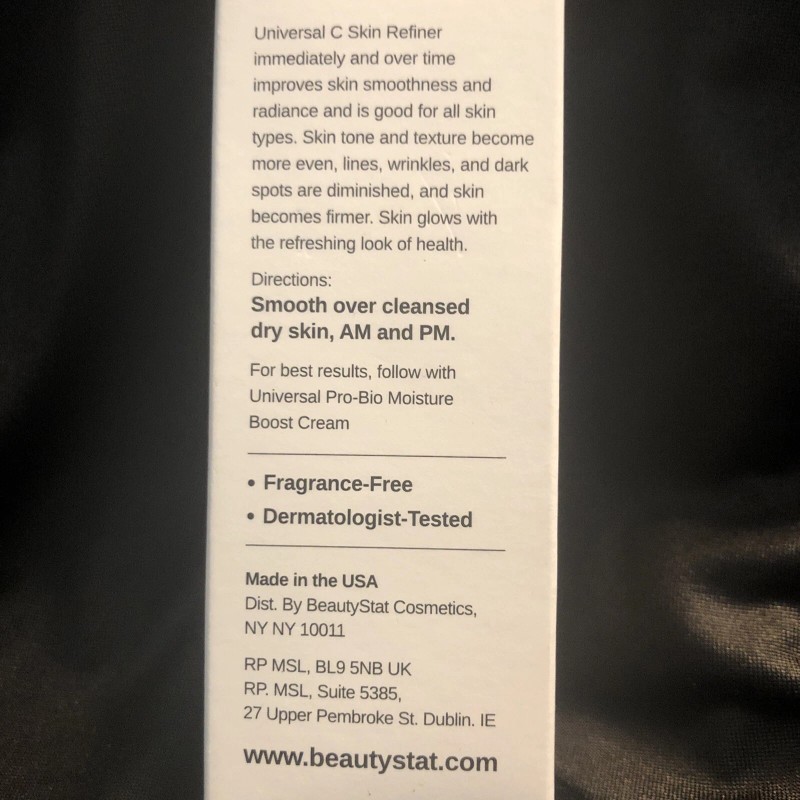 Universal C Skin Refiner
immediately and over time
improves skin smoothness and
radiance and is good for all skin
types. Skin tone and texture become
more even, lines, wrinkles, and dark
spots are diminished, and skin
becomes firmer. Skin glows with
the refreshing look of health.
Directions:
Smooth over cleansed
dry skin, AM and PM.
For best results, follow with
Universal Pro-Bio Moisture
Boost Cream
• Fragrance-Free
• Dermatologist-Tested
Made in the USA
Dist. By BeautyStat Cosmetics,
NY NY 10011
RP MSL, BL9 5NB UK
RP. MSL, Suite 5385,
27 Upper Pembroke St. Dublin. IE
www.beautystat.com